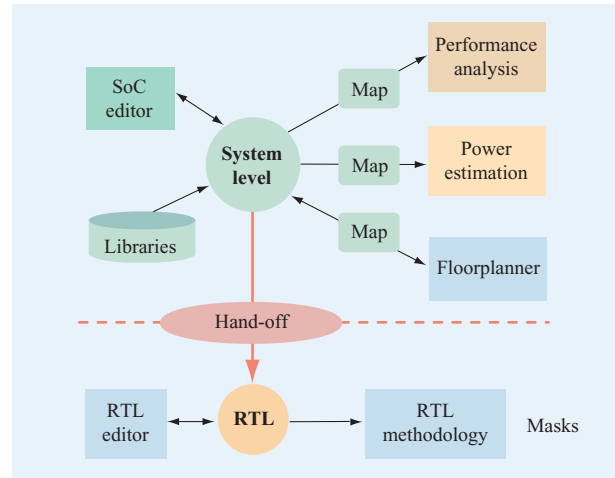 Performance
analysis
SoC
editor
Map
System
level
Map
Power
estimation
Map
Libraries
Floorplanner
Hand-off
RTL
editor
RTL
RTL
methodology
Masks